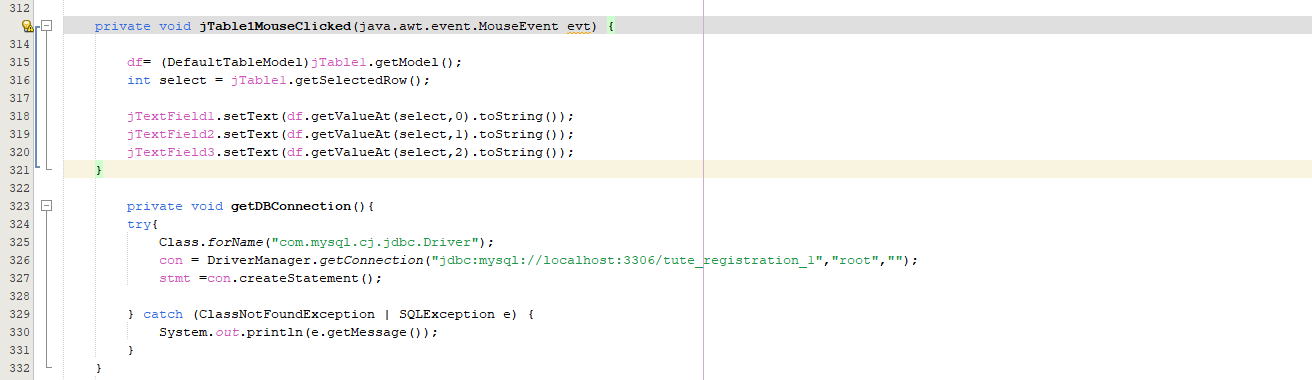 312
private void jTable1MouseClicked(java.awt.event.MouseEvent evt) {
314
315 df= (DefaultTableModel)jTable1.getModel();
316 int select = jTable1.getSelectedRow();
317
318 jTextField1.setText(df.getValueAt(select,0).toString());
319 jTextField2.setText(df.getValueAt(select,1).toString());
320 jTextField3.setText(df.getValueAt(select,2).toString());
321 }
322
323 private void getDBConnection(){
324 try{
325 Class.forName("com.mysql.cj.jdbc.Driver");
326 con = DriverManager.getConnection("jdbc:mysql://localhost:3306/tute_registration_1","root","");
327 stmt =con.createStatement();
328
329 } catch (ClassNotFoundException | SQLException e) {
330 System.out.println(e.getMessage());
331 }
332 }